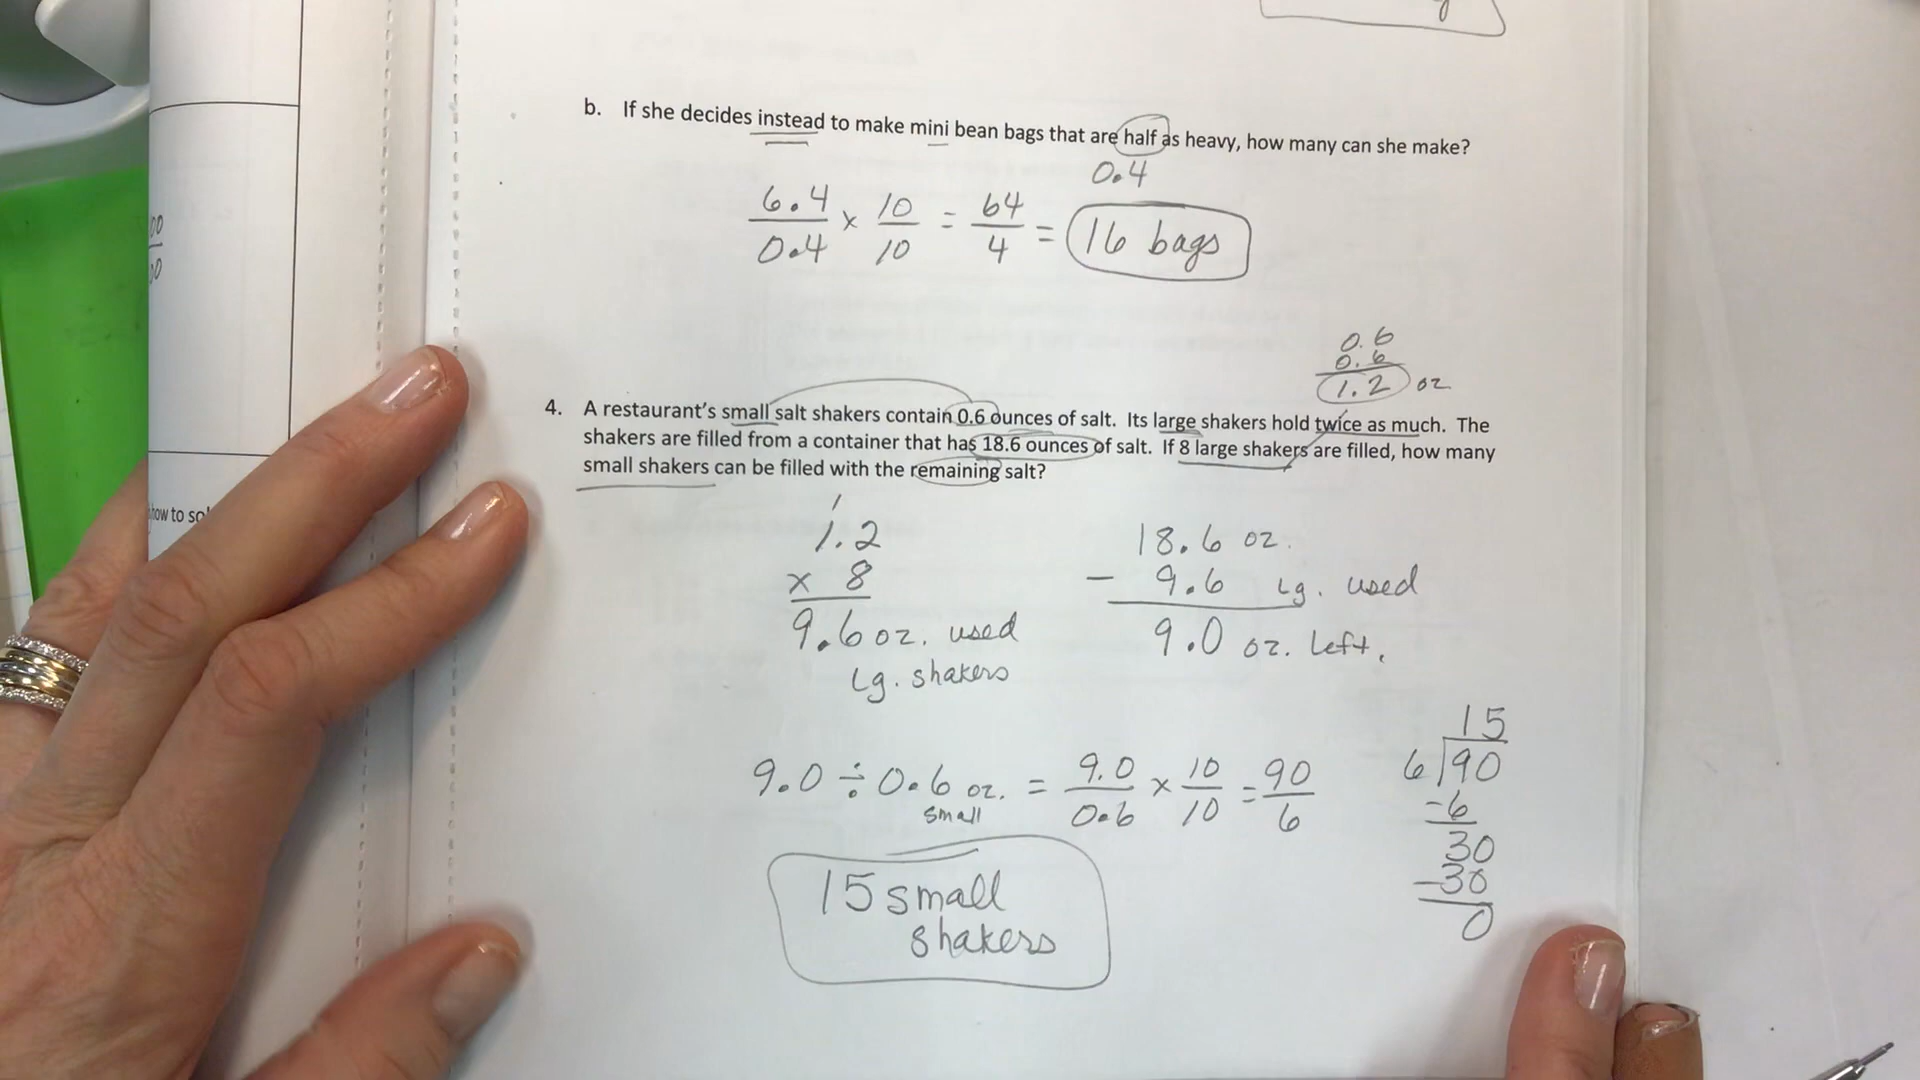 b. If she decides instead to make mini bean bags that are half as heavy, how many can she make?
0.4
6.4/0.4 x 10/10 = 64/4 = 16 bags
0.6
0.6
1.2 oz
4. A restaurant's small salt shakers contain 0.6 ounces of salt. Its large shakers hold twice as much. The
shakers are filled from a container that has 18.6 ounces of salt. If 8 large shakers are filled, how many
small shakers can be filled with the remaining salt?
1
1.2
x 8
9.6 oz. used
Lg. shakers
18.6 oz.
- 9.6 Lg. used
9.0 oz. left.
9.0 ÷ 0.6 oz. = 9.0/0.6 x 10/10 = 90/6
small
15
6)90
-6
30
-30
0
15 small
shakers
how to